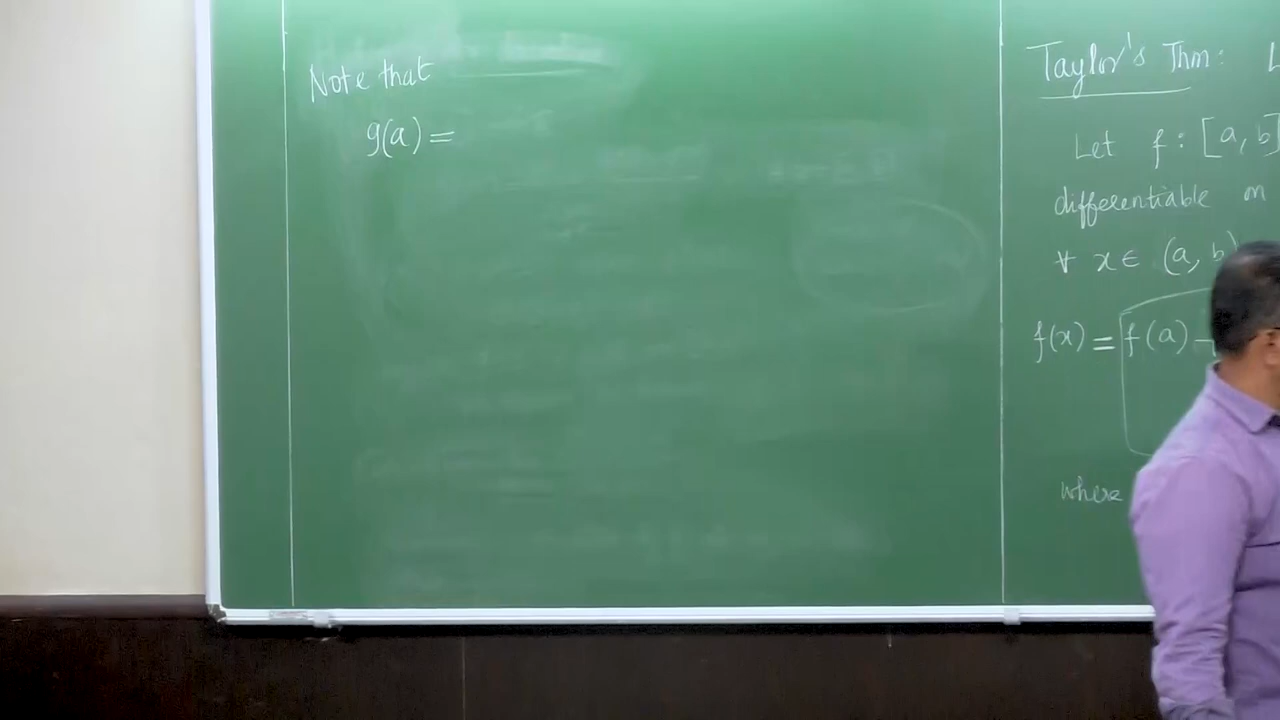 Note that
g(a) =
Taylor's Thm: L
Let f : [a, b]
differentiable on
∀ x ∈ (a, b)
f(x) = f(a) -
where